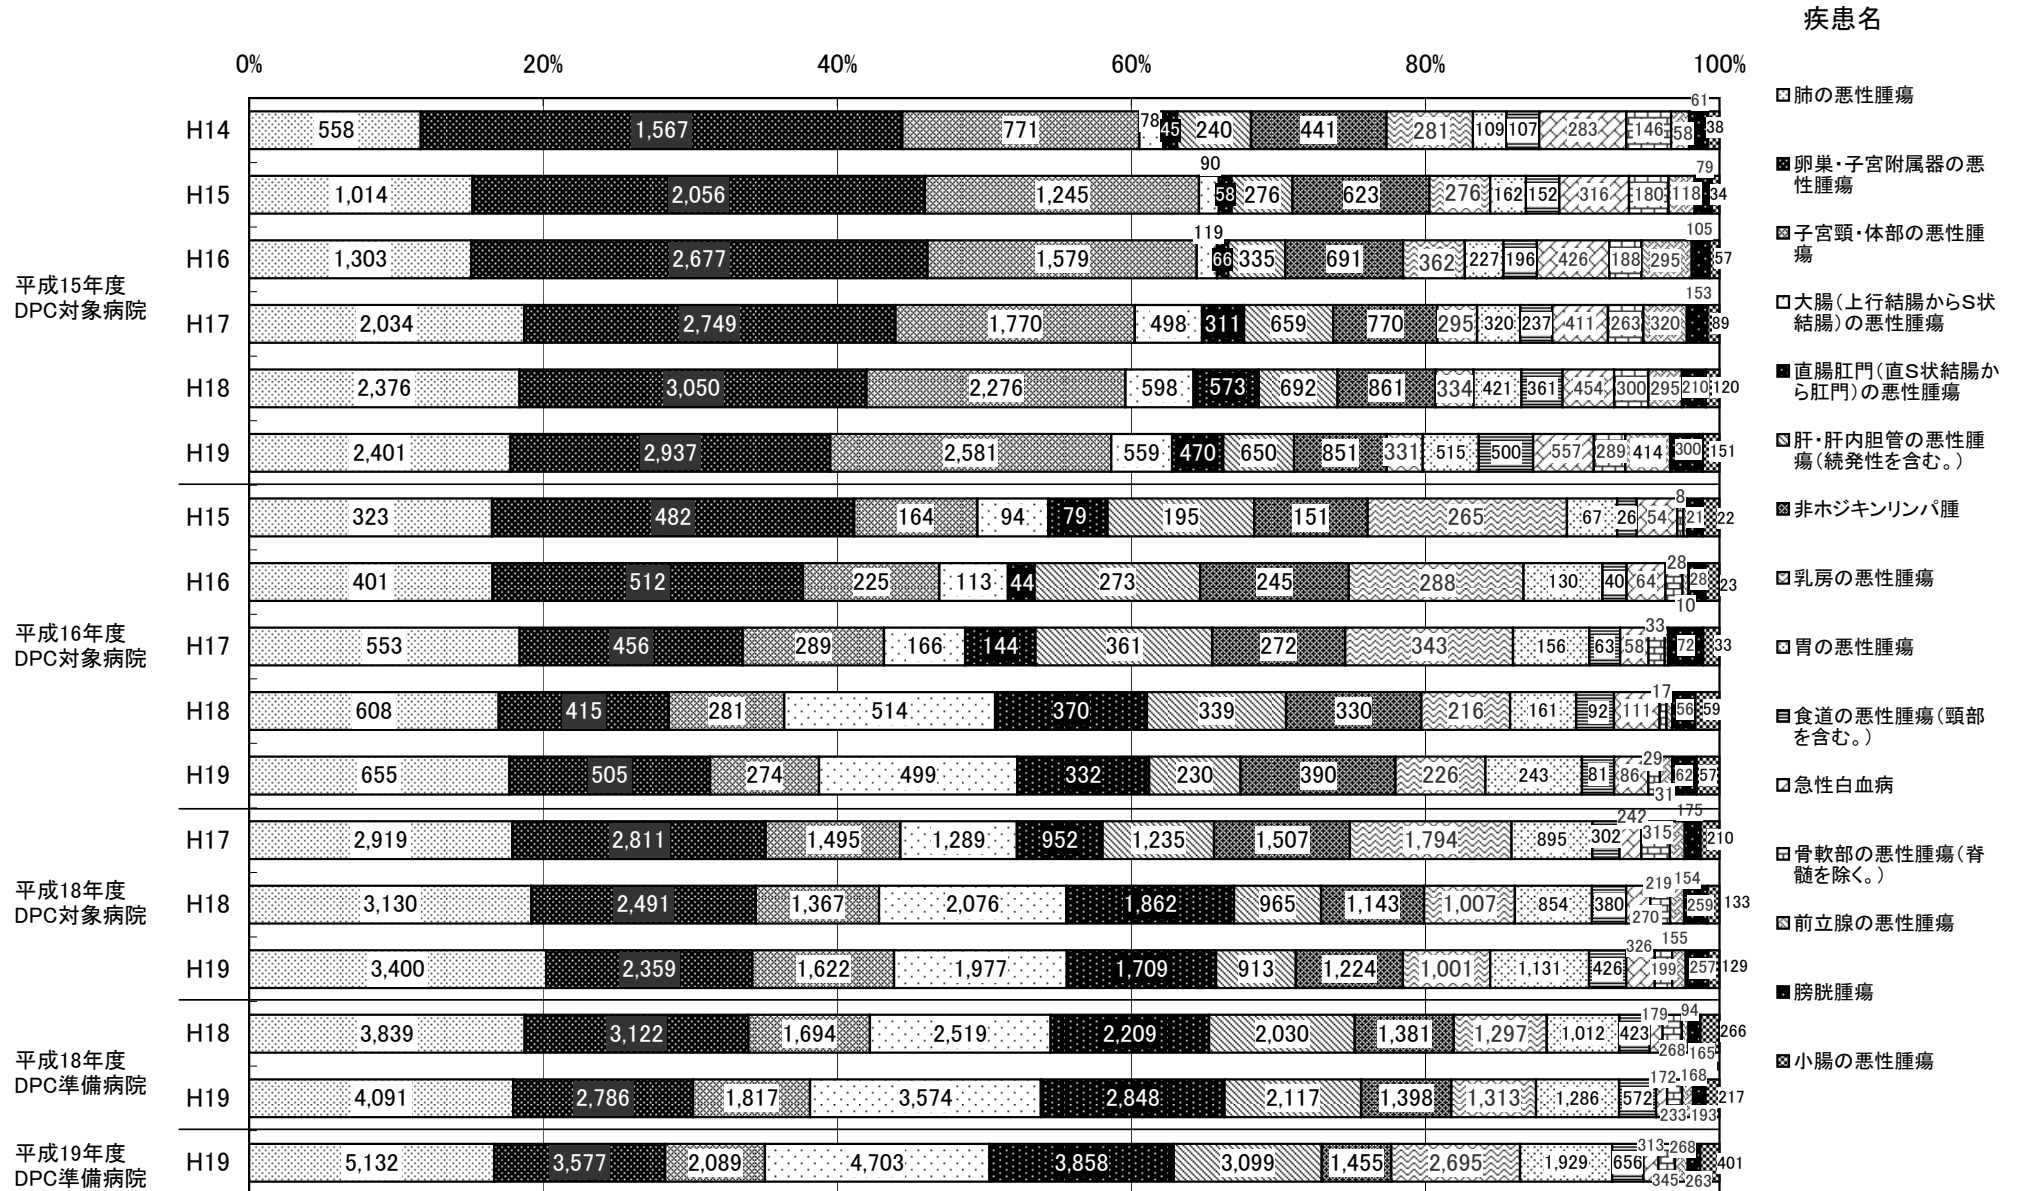 疾患名
0% 20% 40% 60% 80% 100%
平成15年度
DPC対象病院
H14 558 1,567 771 78 45 240 441 281 109 107 283 146 58 61 38
H15 1,014 2,056 1,245 90 58 276 623 276 162 152 316 180 118 79 34
H16 1,303 2,677 1,579 119 66 335 691 362 227 196 426 188 295 105 57
H17 2,034 2,749 1,770 498 311 659 770 295 320 237 411 263 320 153 89
H18 2,376 3,050 2,276 598 573 692 861 334 421 361 454 300 295 210 120
H19 2,401 2,937 2,581 559 470 650 851 331 515 500 557 289 414 300 151
平成16年度
DPC対象病院
H15 323 482 164 94 79 195 151 265 67 26 54 8 21 22
H16 401 512 225 113 44 273 245 288 130 40 64 28 10 28 23
H17 553 456 289 166 144 361 272 343 156 63 58 33 72 33
H18 608 415 281 514 370 339 330 216 161 92 111 17 56 59
H19 655 505 274 499 332 230 390 226 243 81 86 31 29 62 57
平成18年度
DPC対象病院
H17 2,919 2,811 1,495 1,289 952 1,235 1,507 1,794 895 302 242 315 175 210
H18 3,130 2,491 1,367 2,076 1,862 965 1,143 1,007 854 380 270 219 154 259 133
H19 3,400 2,359 1,622 1,977 1,709 913 1,224 1,001 1,131 426 326 199 155 257 129
平成18年度
DPC準備病院
H18 3,839 3,122 1,694 2,519 2,209 2,030 1,381 1,297 1,012 423 179 268 94 165 266
H19 4,091 2,786 1,817 3,574 2,848 2,117 1,398 1,313 1,286 572 172 233 168 193 217
平成19年度
DPC準備病院
H19 5,132 3,577 2,089 4,703 3,858 3,099 1,455 2,695 1,929 656 313 345 268 263 401
肺の悪性腫瘍
卵巣・子宮附属器の悪
性腫瘍
子宮頸・体部の悪性腫
瘍
大腸（上行結腸からＳ状
結腸）の悪性腫瘍
直腸肛門（直Ｓ状結腸か
ら肛門）の悪性腫瘍
肝・肝内胆管の悪性腫
瘍（続発性を含む。）
非ホジキンリンパ腫
乳房の悪性腫瘍
胃の悪性腫瘍
食道の悪性腫瘍（頸部
を含む。）
急性白血病
骨軟部の悪性腫瘍（脊
髄を除く。）
前立腺の悪性腫瘍
膀胱腫瘍
小腸の悪性腫瘍